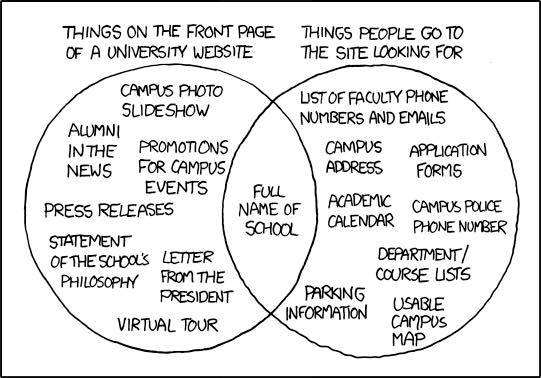 THINGS ON THE FRONT PAGE
OF A UNIVERSITY WEBSITE
THINGS PEOPLE GO TO
THE SITE LOOKING FOR
CAMPUS PHOTO
SLIDESHOW
ALUMNI
IN THE
NEWS
PROMOTIONS
FOR CAMPUS
EVENTS
PRESS RELEASES
STATEMENT
OF THE SCHOOL'S
PHILOSOPHY
LETTER
FROM THE
PRESIDENT
VIRTUAL TOUR
FULL
NAME OF
SCHOOL
LIST OF FACULTY PHONE
NUMBERS AND EMAILS
CAMPUS
ADDRESS
APPLICATION
FORMS
ACADEMIC
CALENDAR
CAMPUS POLICE
PHONE NUMBER
DEPARTMENT/
COURSE LISTS
PARKING
INFORMATION
USABLE
CAMPUS
MAP